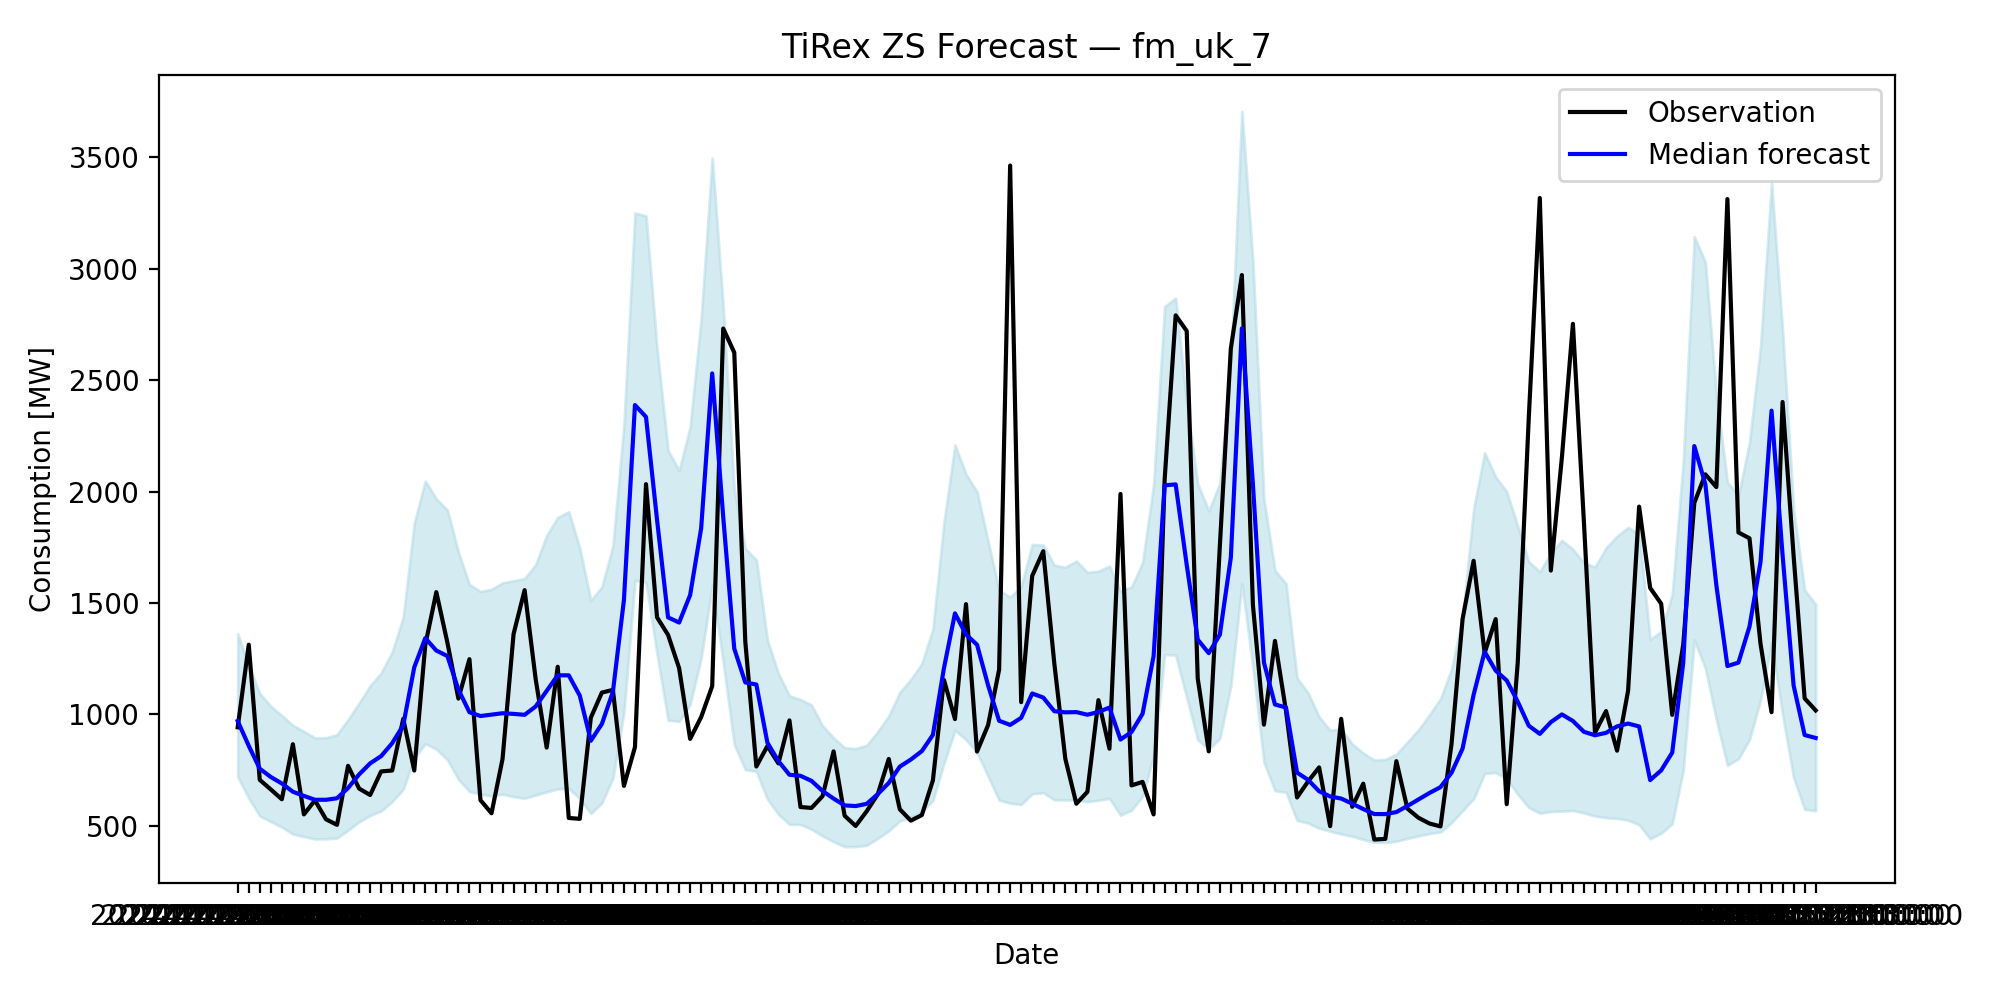 TiRex ZS Forecast — fm_uk_7
Observation
Median forecast
3500
3000
2500
2000
1500
1000
500
Consumption [MW]
Date